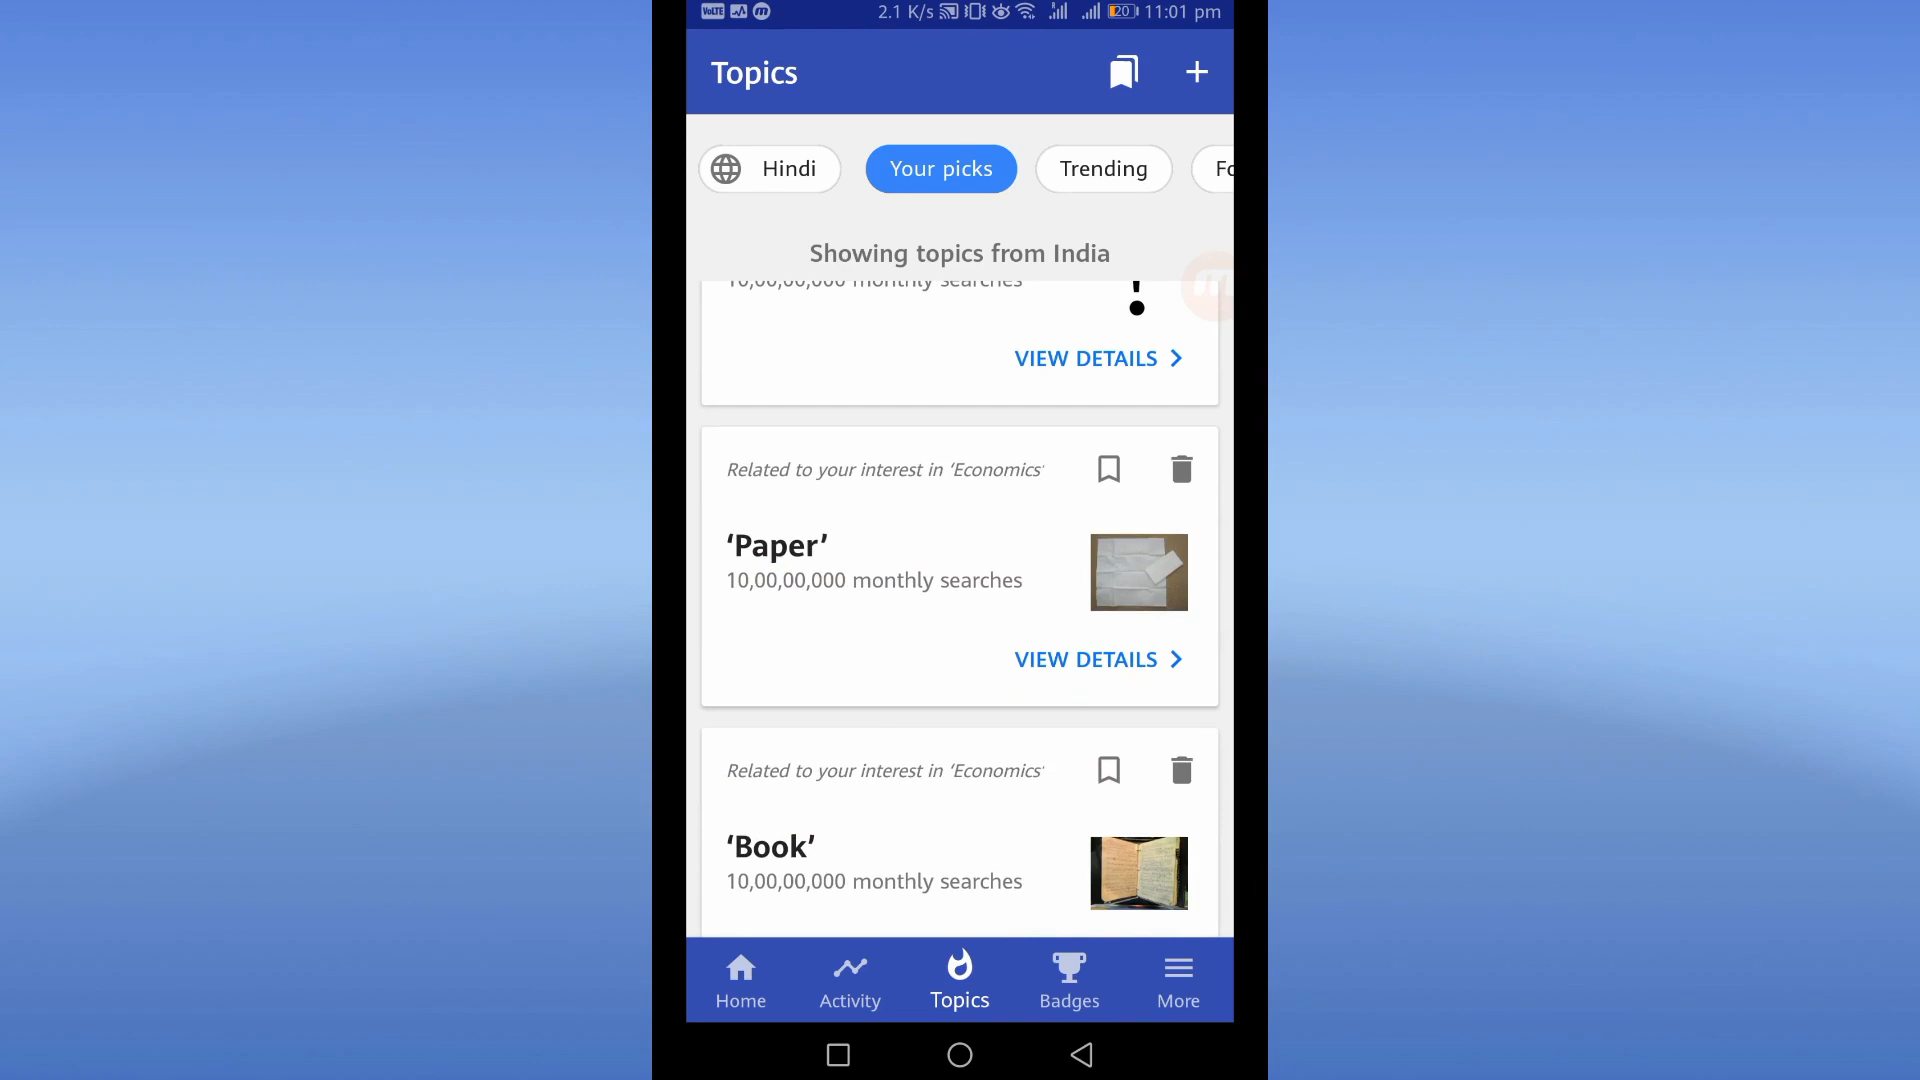 VoLTE 2.1 K/s 20 11:01 pm
Topics
Hindi Your picks Trending Fo
Showing topics from India
10,00,00,000 monthly searches
VIEW DETAILS
Related to your interest in ‘Economics’
‘Paper’
10,00,00,000 monthly searches
VIEW DETAILS
Related to your interest in ‘Economics’
‘Book’
10,00,00,000 monthly searches
Home Activity Topics Badges More